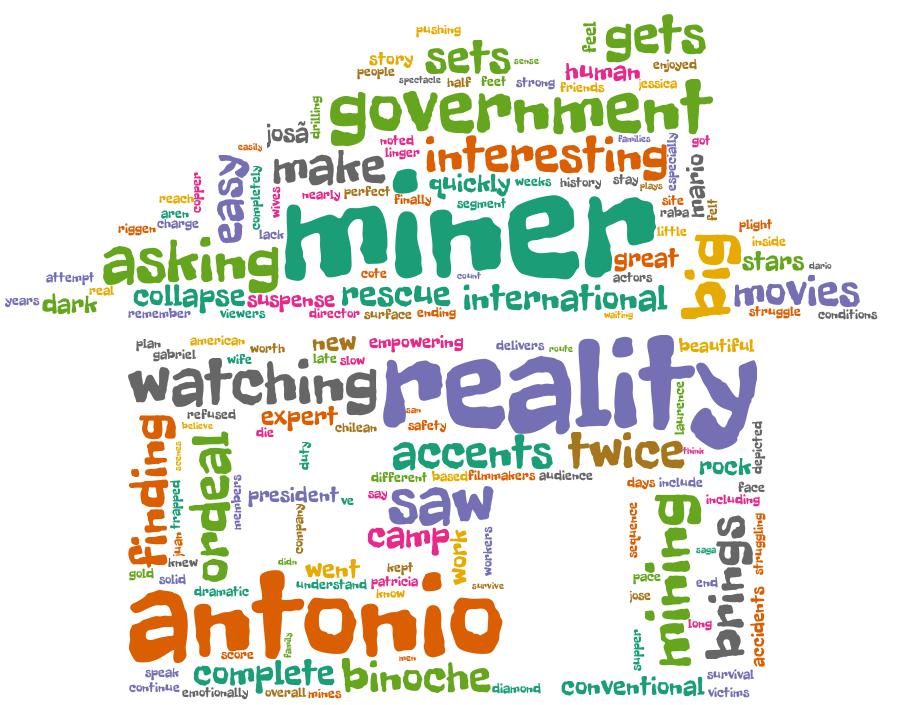 pushing
feel gets
story sets sense
people spectacle half feet strong human enjoyed
friends jessica
drilling government
josã noted families got
easily linger interesting especially
make quickly weeks history stay plays mario
easy completely wives nearly perfect finally segment site
reach copper raba felt
aren miner little
riggen charge lack plight
asking great big inside
attempt cote count actors stars dario
real collapse suspense rescue international movies
years dark
remember viewers director surface ending waiting struggle conditions
plan american worth new empowering delivers route beautiful
gabriel wife late slow
watching reality
refused expert san laurence
believe die chilean safety
finding scenes ordeal duty accents twice think depicted
rock
different based filmmakers audience
trapped members president ve say saw days include face
including
company camp work workers sequence mining saga brings struggling
juan knew
gold solid didn went kept pace end
understand patricia survive
dramatic know jose accidents
antonio long
family supper
score men
speak complete binoche survival
continue emotionally overall mines diamond conventional victims